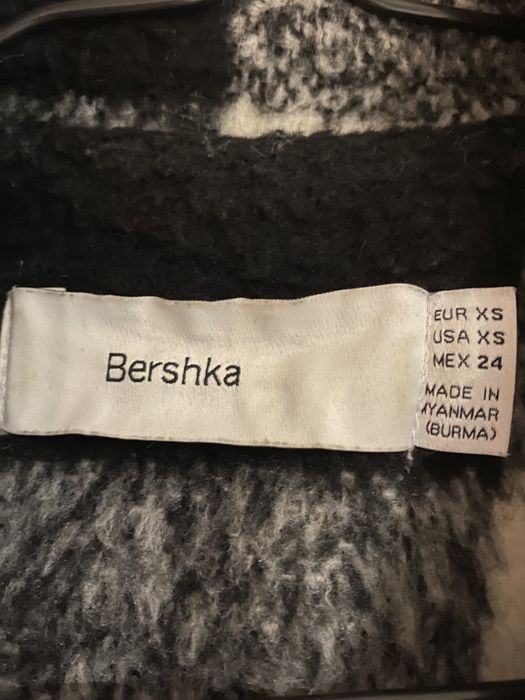 Bershka
EUR XS
USA XS
MEX 24
MADE IN
MYANMAR
(BURMA)